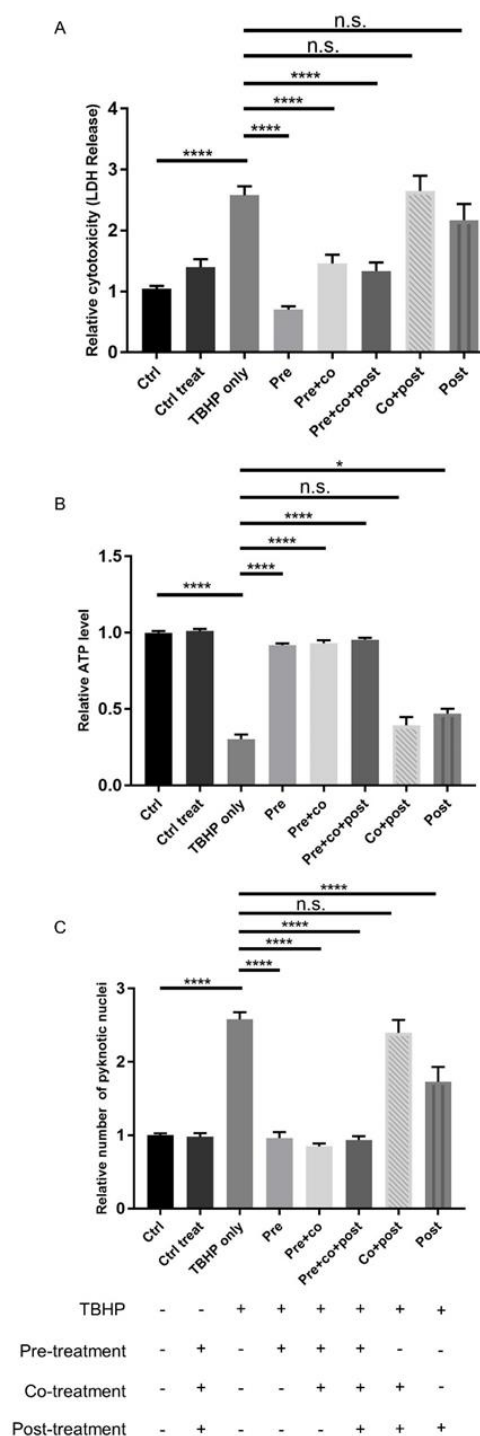 A
n.s.
n.s.
****
****
****
****
Relative cytotoxicity (LDH Release)
4
3
2
1
0
Ctrl
Ctrl treat
TBHP only
Pre
Pre+co
Pre+co+post
Co+post
Post
B
*
n.s.
****
****
****
****
Relative ATP level
1.5
1.0
0.5
0.0
Ctrl
Ctrl treat
TBHP only
Pre
Pre+co
Pre+co+post
Co+post
Post
C
****
n.s.
****
****
****
****
Relative number of pyknotic nuclei
3
2
1
0
Ctrl
Ctrl treat
TBHP only
Pre
Pre+co
Pre+co+post
Co+post
Post
TBHP - - + + + + + +
Pre-treatment - + - + + + - -
Co-treatment - + - - + + + -
Post-treatment - + - - - + + +